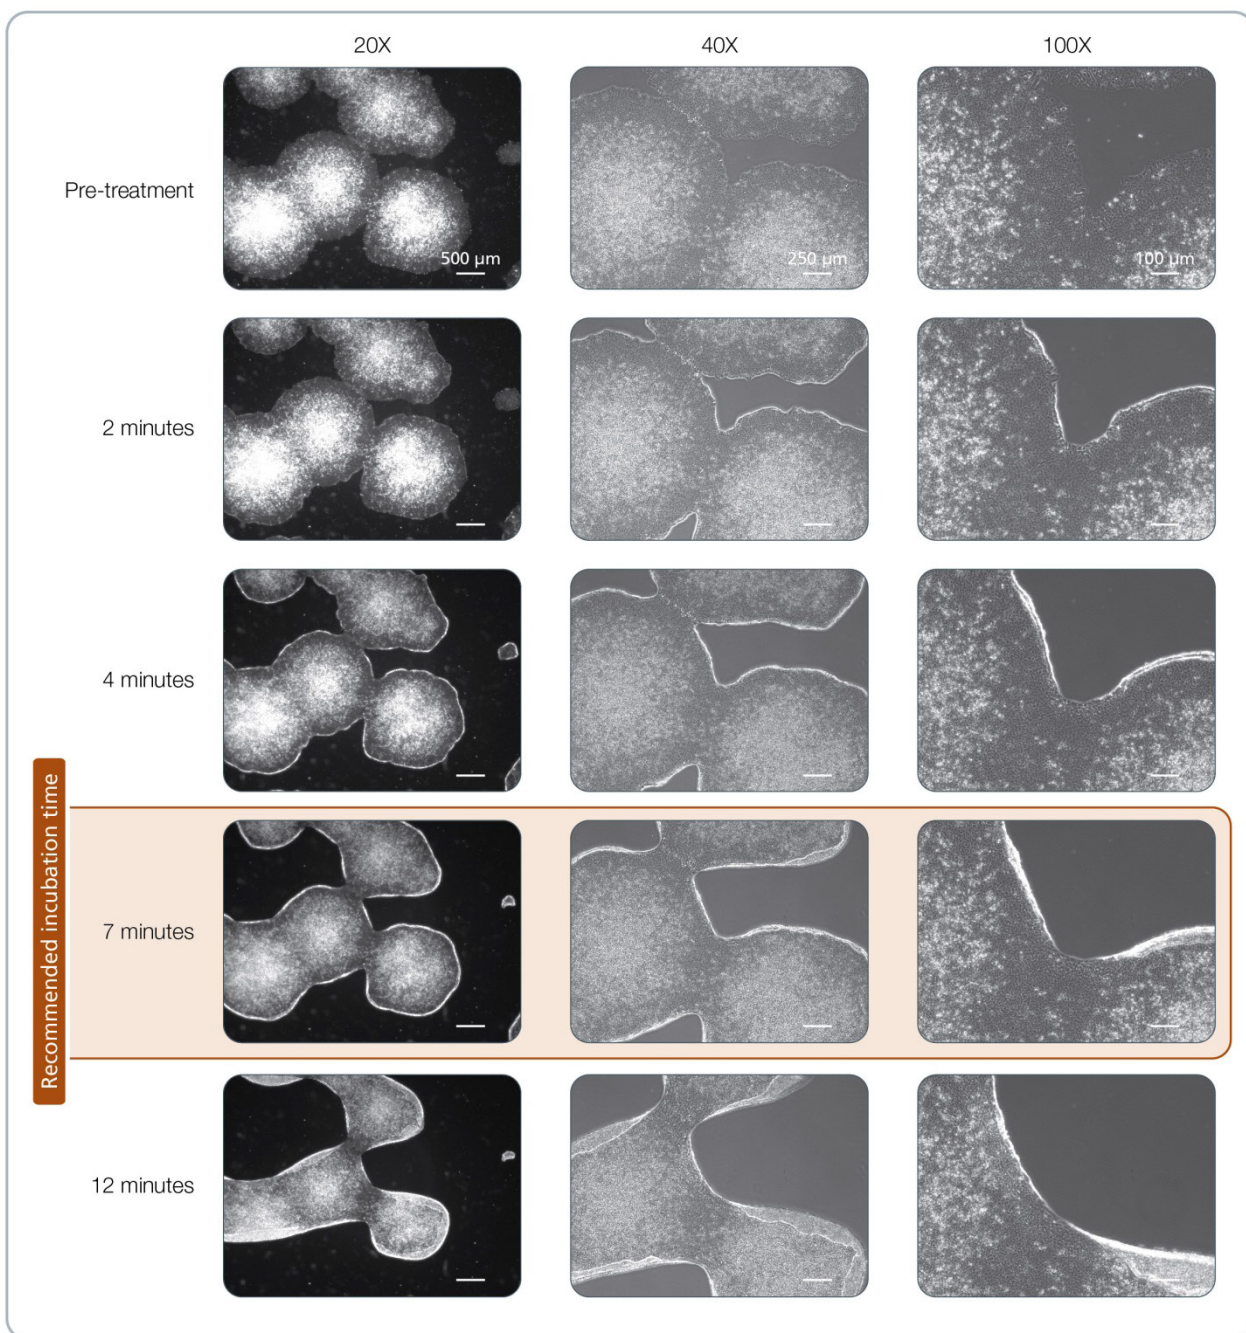 20X
40X
100X
Pre-treatment
500 µm
250 µm
100 µm
2 minutes
4 minutes
Recommended incubation time
7 minutes
12 minutes